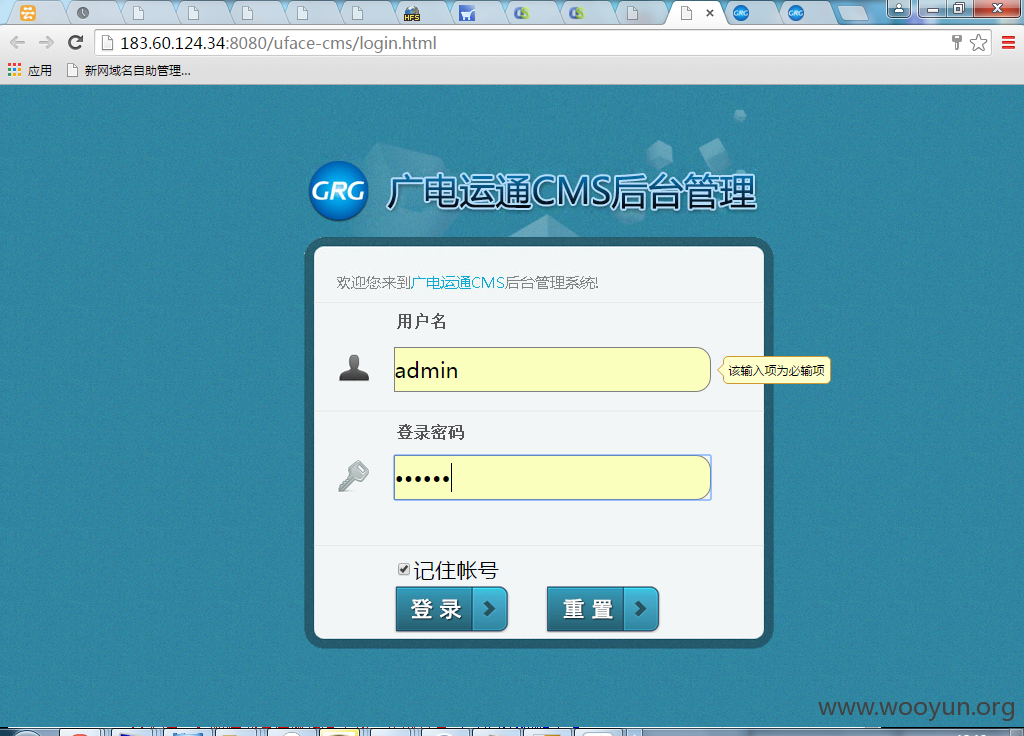 HFS
GRG
GRG
183.60.124.34:8080/uface-cms/login.html
应用
新网域名自助管理...
GRG
广电运通CMS后台管理
欢迎您来到广电运通CMS后台管理系统!
用户名
admin
该输入项为必输项
登录密码
••••••
记住帐号
登 录
重 置
www.wooyun.org